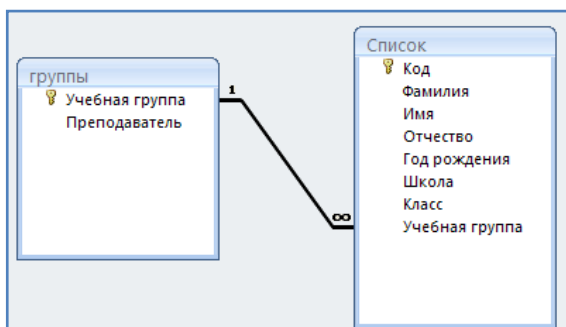 группы
Учебная группа
Преподаватель
1
∞
Список
Код
Фамилия
Имя
Отчество
Год рождения
Школа
Класс
Учебная группа